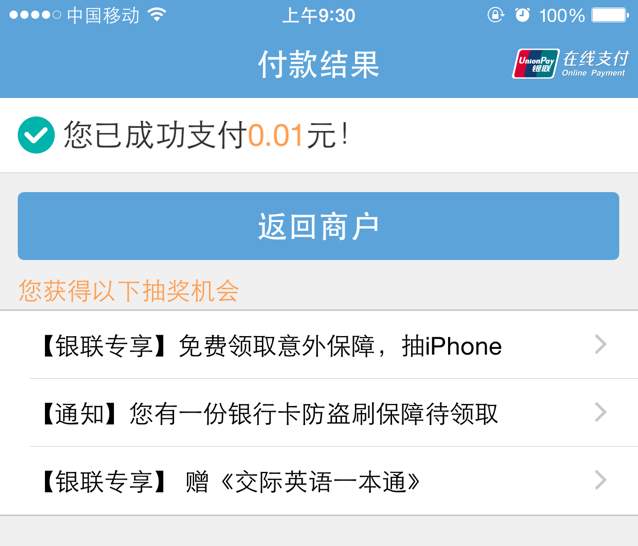 中国移动 上午9:30 100%
付款结果
UnionPay 银联 在线支付 Online Payment
您已成功支付0.01元！
返回商户
您获得以下抽奖机会
【银联专享】免费领取意外保障，抽iPhone
【通知】您有一份银行卡防盗刷保障待领取
【银联专享】 赠《交际英语一本通》